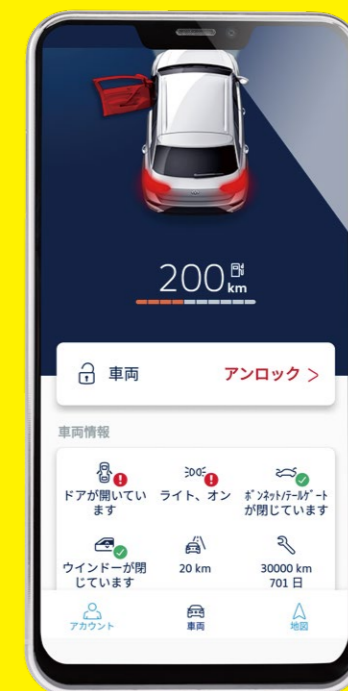 200 km
車両
アンロック >
車両情報
ドアが開いてい
ます
ライト、オン
ボンネット/テールゲート
が閉じています
ウインドーが閉
じています
20 km
30000 km
701 日
アカウント
車両
地図